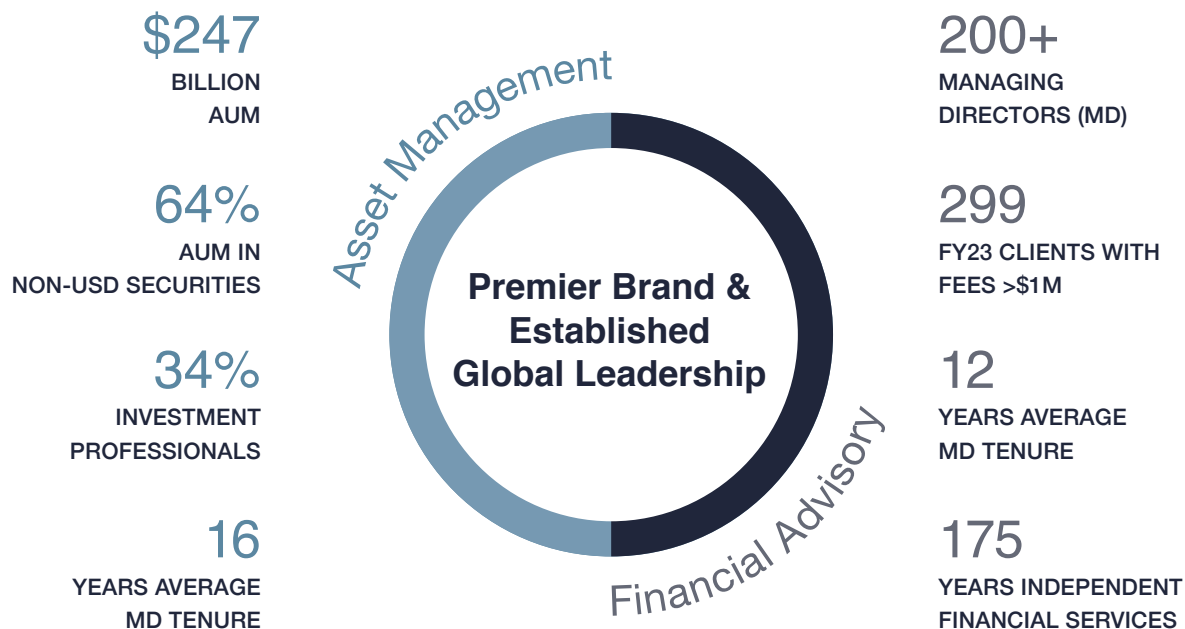 $247
BILLION
AUM
64%
AUM IN
NON-USD SECURITIES
34%
INVESTMENT
PROFESSIONALS
16
YEARS AVERAGE
MD TENURE
Asset Management
Premier Brand &
Established
Global Leadership
Financial Advisory
200+
MANAGING
DIRECTORS (MD)
299
FY23 CLIENTS WITH
FEES >$1M
12
YEARS AVERAGE
MD TENURE
175
YEARS INDEPENDENT
FINANCIAL SERVICES